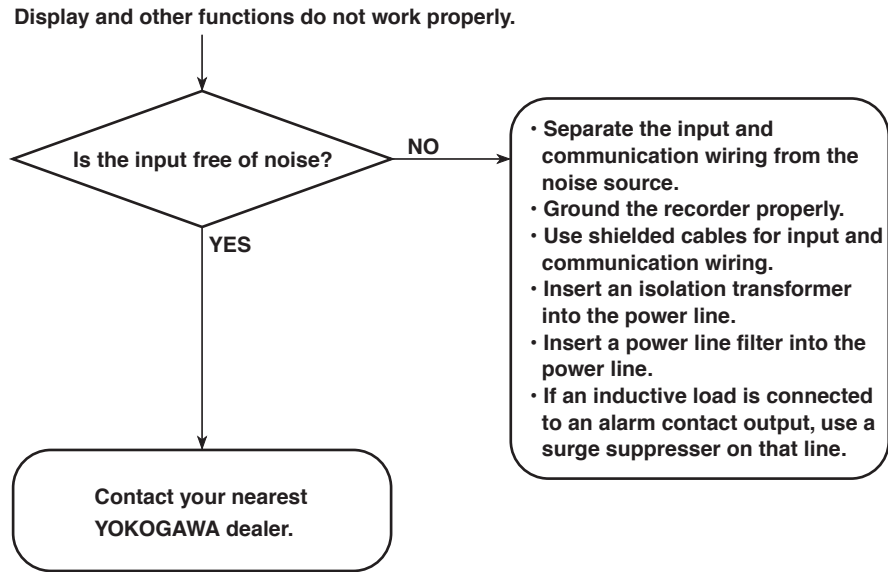 Display and other functions do not work properly.
Is the input free of noise?
NO
YES
・Separate the input and
communication wiring from the
noise source.
・Ground the recorder properly.
・Use shielded cables for input and
communication wiring.
・Insert an isolation transformer
into the power line.
・Insert a power line filter into the
power line.
・If an inductive load is connected
to an alarm contact output, use a
surge suppresser on that line.
Contact your nearest
YOKOGAWA dealer.